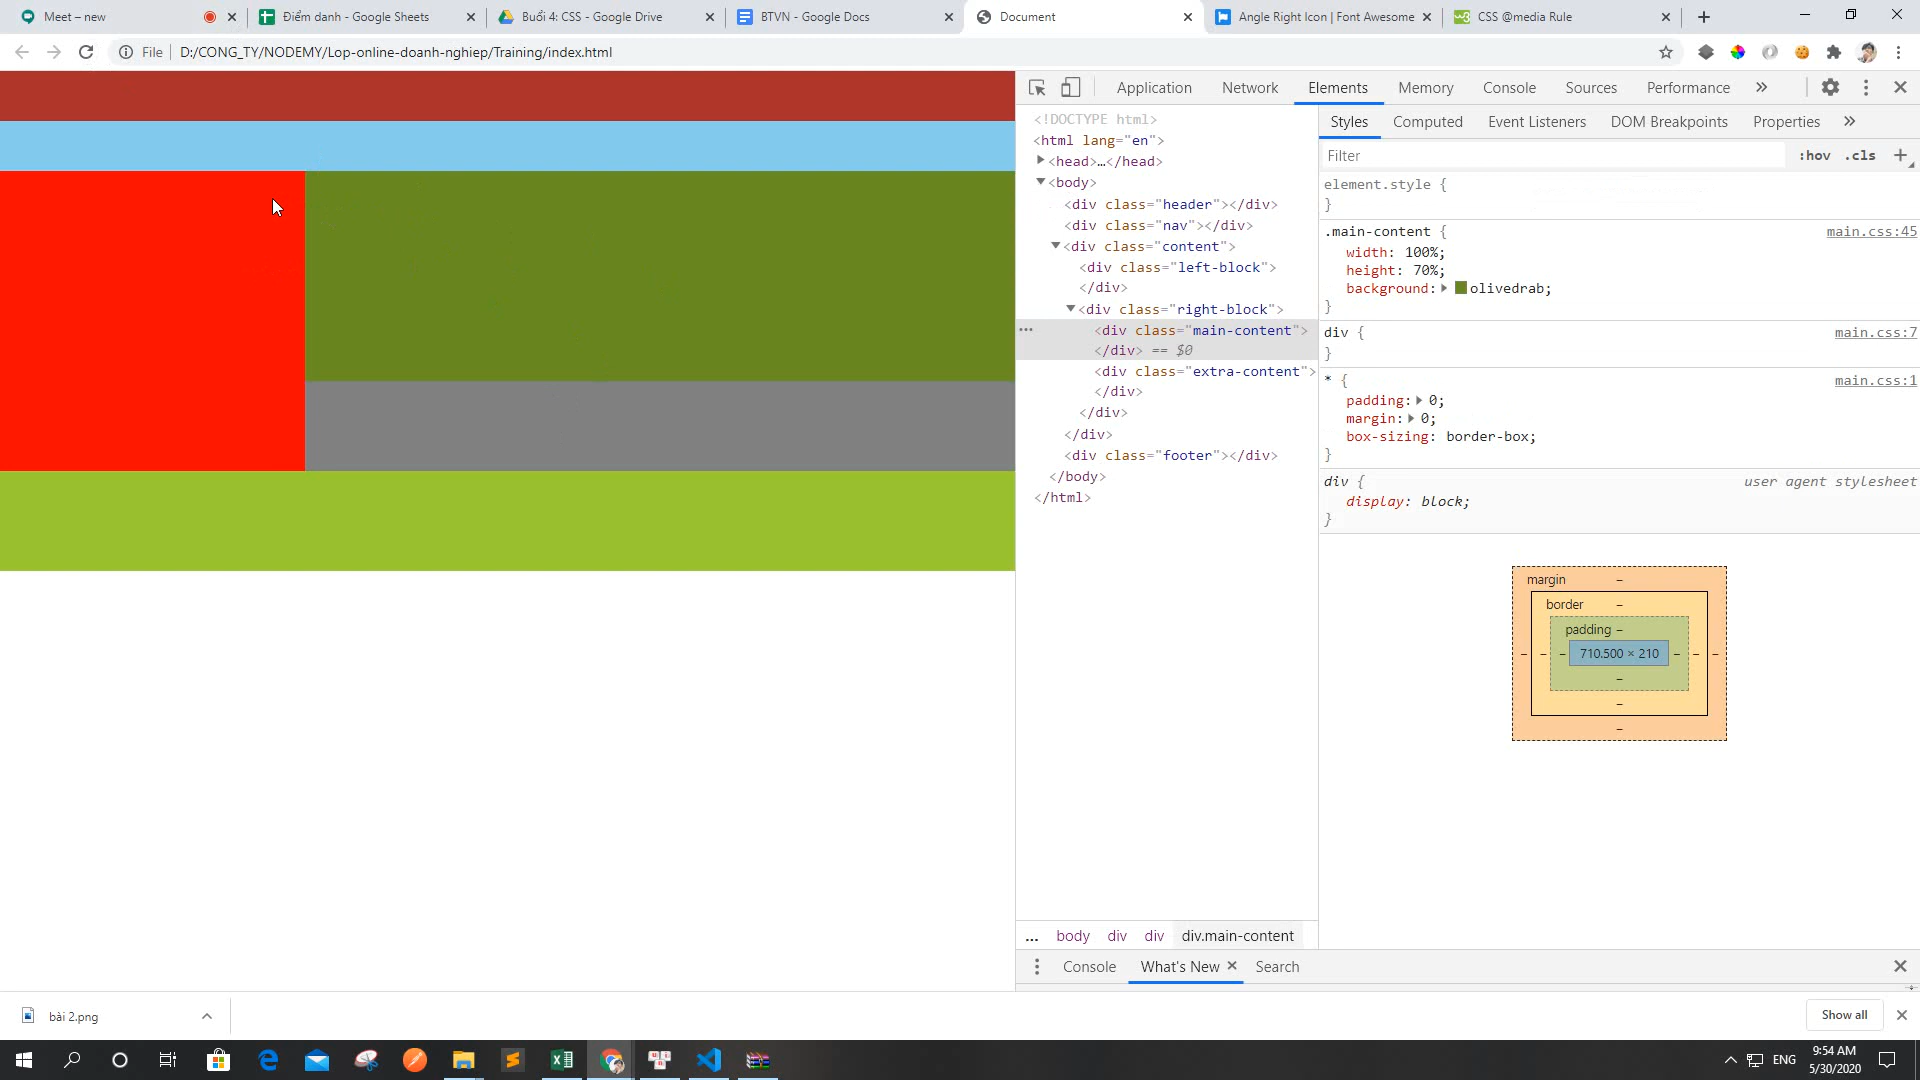 Meet – new
Điểm danh - Google Sheets
Buổi 4: CSS - Google Drive
BTVN - Google Docs
Document
Angle Right Icon | Font Awesome
CSS @media Rule
File
D:/CONG_TY/NODEMY/Lop-online-doanh-nghiep/Training/index.html
Application Network Elements Memory Console Sources Performance »
<!DOCTYPE html>
<html lang="en">
<head>…</head>
<body>
<div class="header"></div>
<div class="nav"></div>
<div class="content">
<div class="left-block">
</div>
<div class="right-block">
<div class="main-content">
</div> == $0
<div class="extra-content">
</div>
</div>
</div>
<div class="footer"></div>
</body>
</html>
... body div div div.main-content
Styles Computed Event Listeners DOM Breakpoints Properties »
Filter :hov .cls +
element.style {
}
.main-content { main.css:45
width: 100%;
height: 70%;
background: olivedrab;
}
div { main.css:7
}
* { main.css:1
padding: 0;
margin: 0;
box-sizing: border-box;
}
div { user agent stylesheet
display: block;
}
margin –
border –
padding –
– – – 710.500 × 210 – – –
–
–
–
Console What's New Search
bài 2.png
Show all
ENG
9:54 AM
5/30/2020